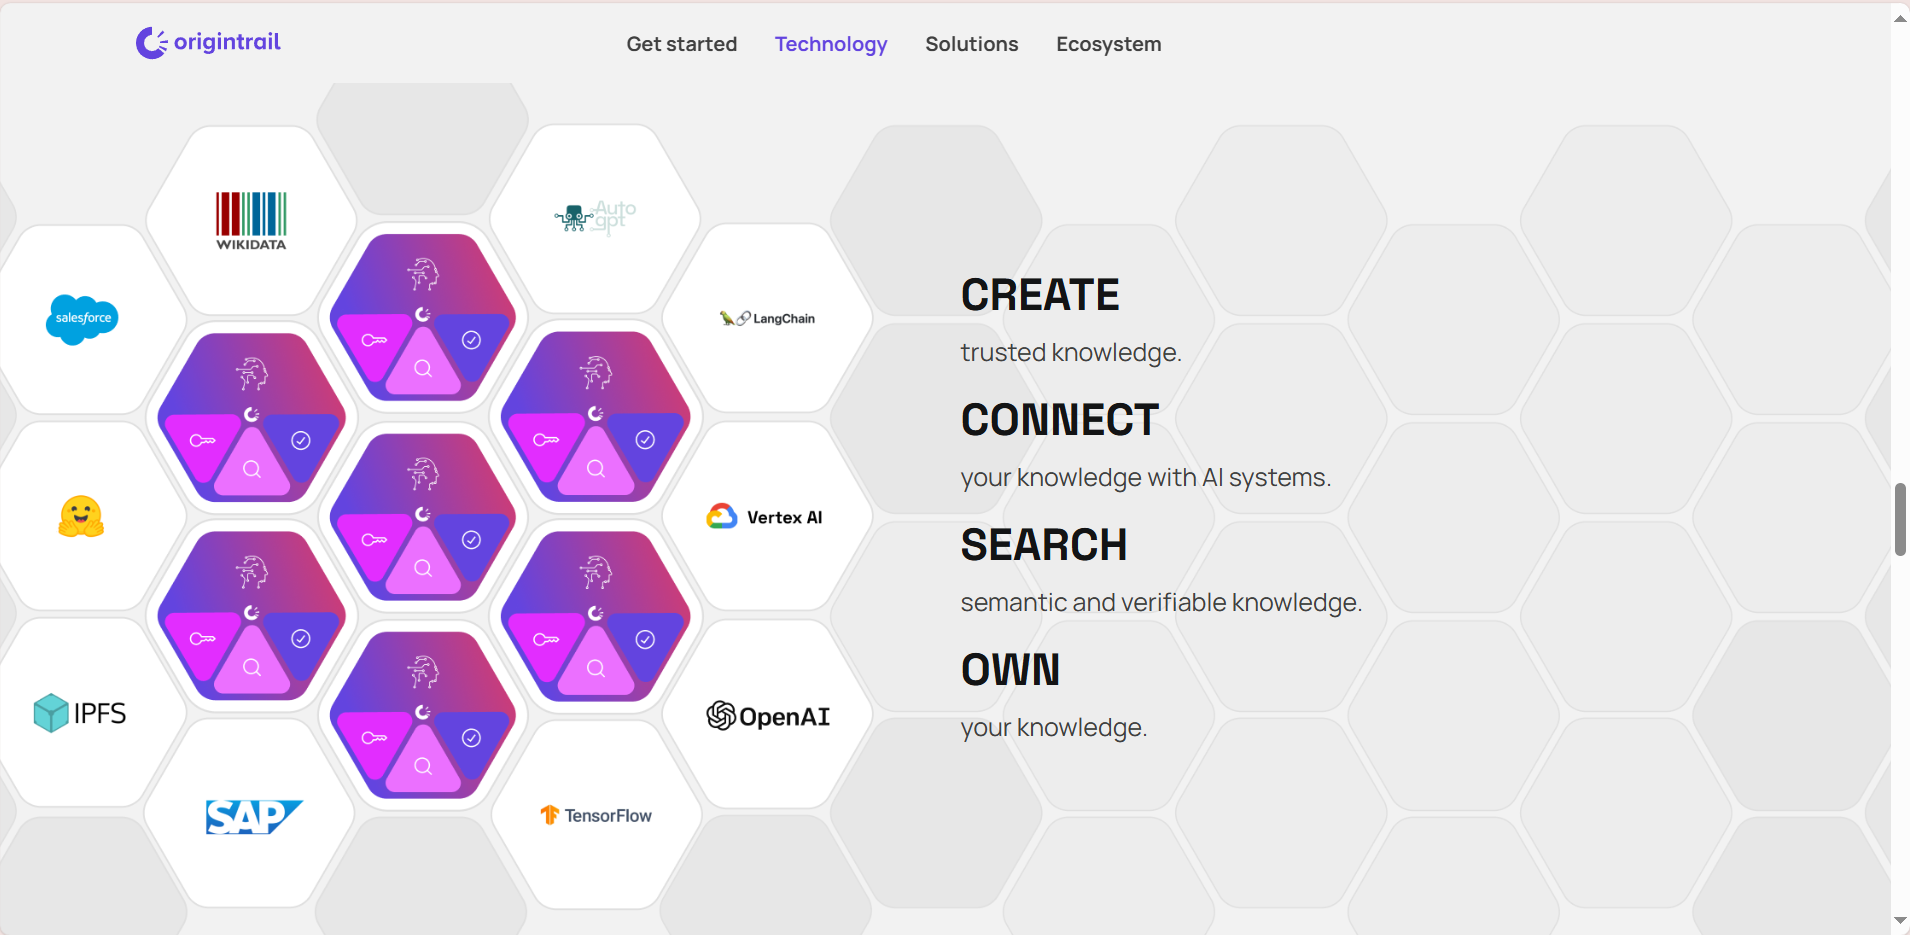 origintrail
Get started
Technology
Solutions
Ecosystem
WIKIDATA
Auto
gpt
salesforce
LangChain
Vertex AI
IPFS
OpenAI
SAP
TensorFlow
CREATE
trusted knowledge.
CONNECT
your knowledge with AI systems.
SEARCH
semantic and verifiable knowledge.
OWN
your knowledge.